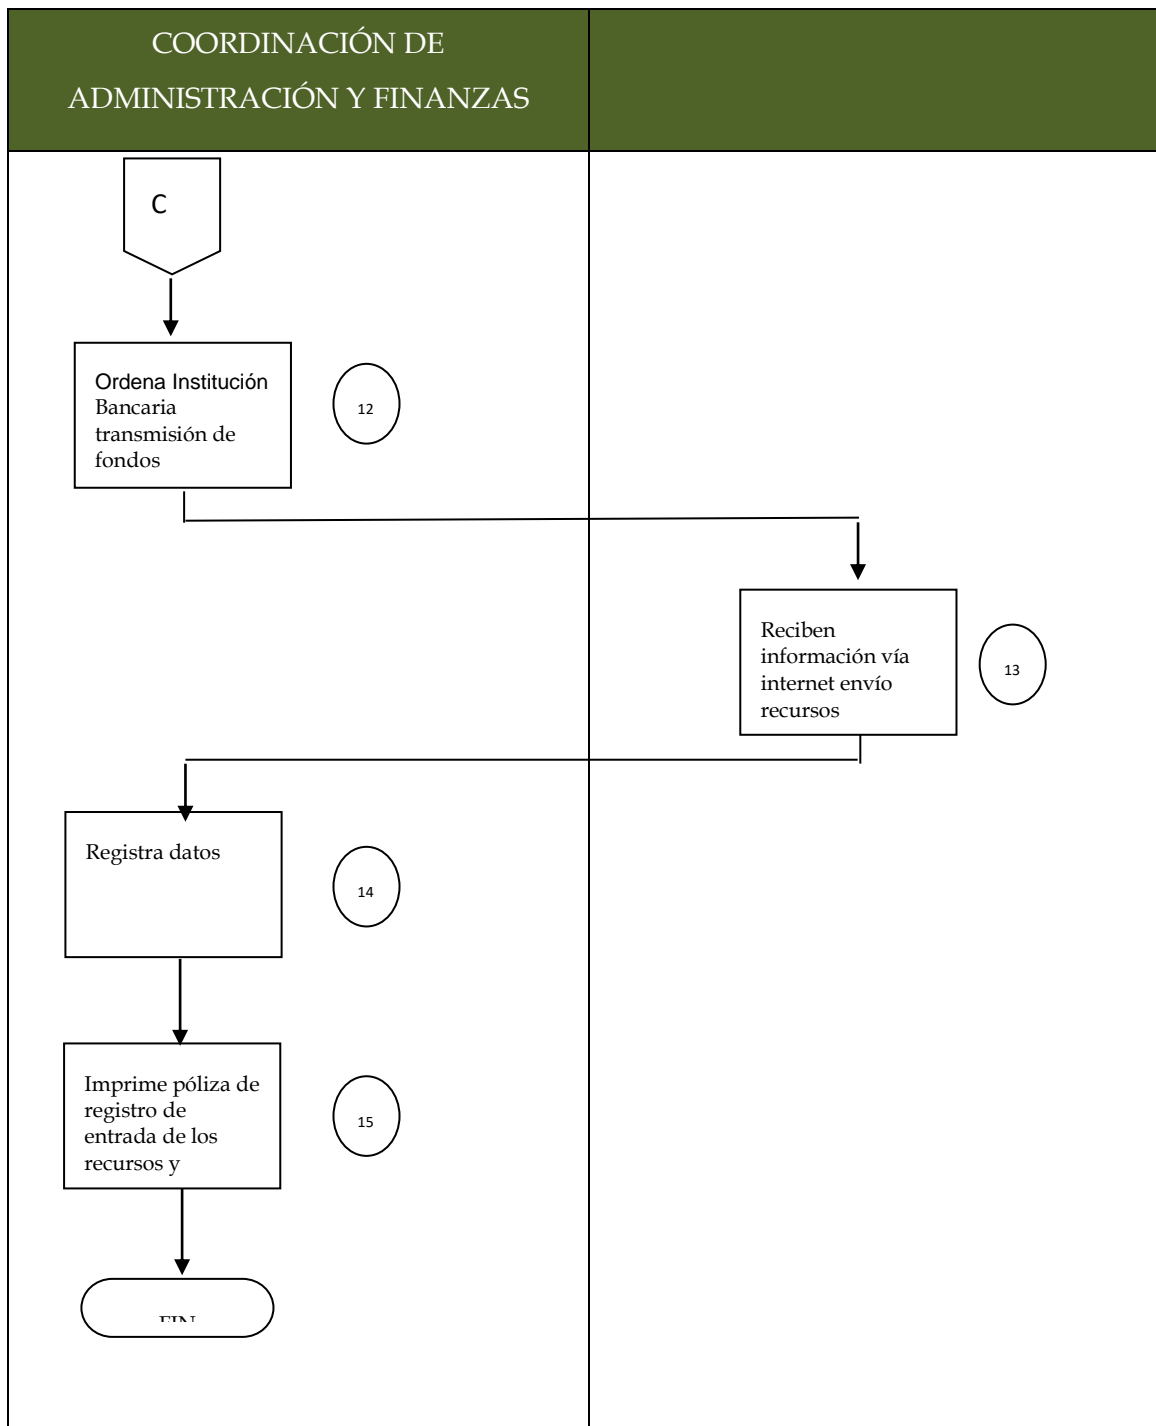 COORDINACIÓN DE
ADMINISTRACIÓN Y FINANZAS
C
Ordena Institución
Bancaria
transmisión de
fondos
12
Reciben
información vía
internet envío
recursos
13
Registra datos
14
Imprime póliza de
registro de
entrada de los
recursos y
15
FIN